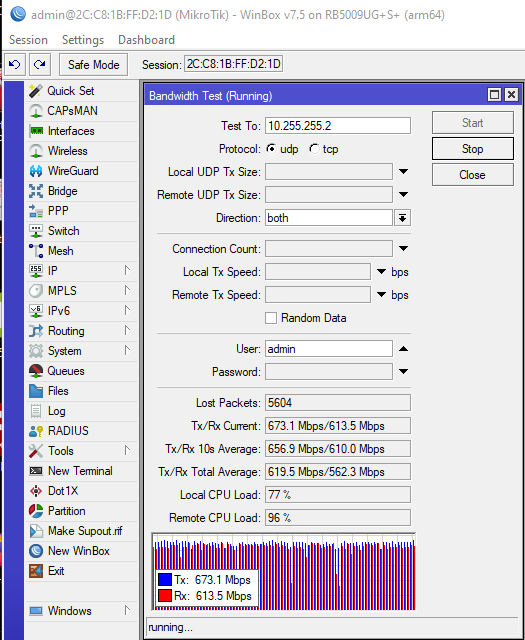 admin@2C:C8:1B:FF:D2:1D (MikroTik) - WinBox v7.5 on RB5009UG+S+ (arm64)
Session Settings Dashboard
Safe Mode Session: 2C:C8:1B:FF:D2:1D
Quick Set
CAPsMAN
Interfaces
Wireless
WireGuard
Bridge
PPP
Switch
Mesh
IP
MPLS
IPv6
Routing
System
Queues
Files
Log
RADIUS
Tools
New Terminal
Dot1X
Partition
Make Supout.rif
New WinBox
Exit
Windows
Bandwidth Test (Running)
Test To: 10.255.255.2
Protocol: udp tcp
Local UDP Tx Size:
Remote UDP Tx Size:
Direction: both
Connection Count:
Local Tx Speed: bps
Remote Tx Speed: bps
Random Data
User: admin
Password:
Lost Packets: 5604
Tx/Rx Current: 673.1 Mbps/613.5 Mbps
Tx/Rx 10s Average: 656.9 Mbps/610.0 Mbps
Tx/Rx Total Average: 619.5 Mbps/562.3 Mbps
Local CPU Load: 77 %
Remote CPU Load: 96 %
Tx: 673.1 Mbps
Rx: 613.5 Mbps
running...
Start
Stop
Close